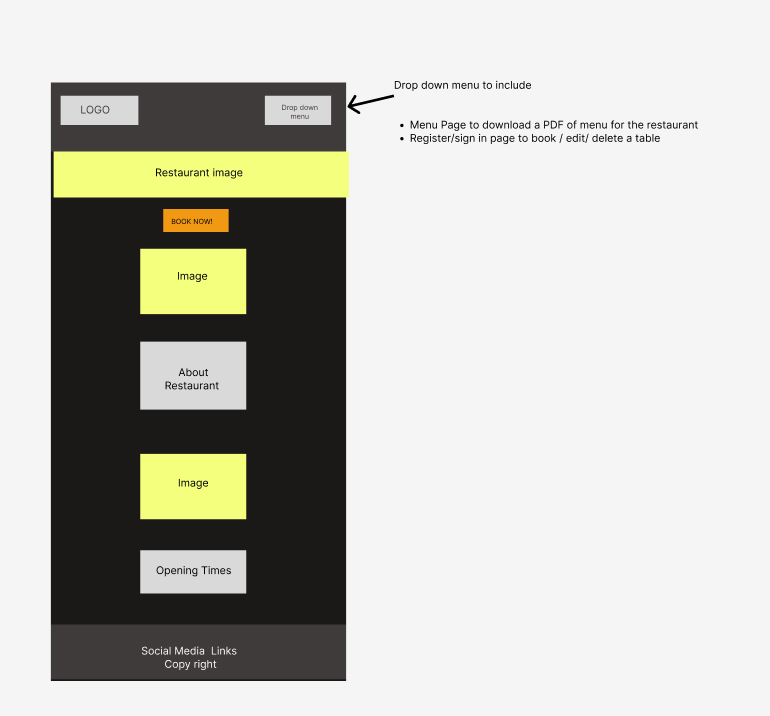 Drop down menu to include
LOGO
Drop down
menu
• Menu Page to download a PDF of menu for the restaurant
• Register/sign in page to book / edit/ delete a table
Restaurant image
BOOK NOW!
Image
About
Restaurant
Image
Opening Times
Social Media  Links
Copy right